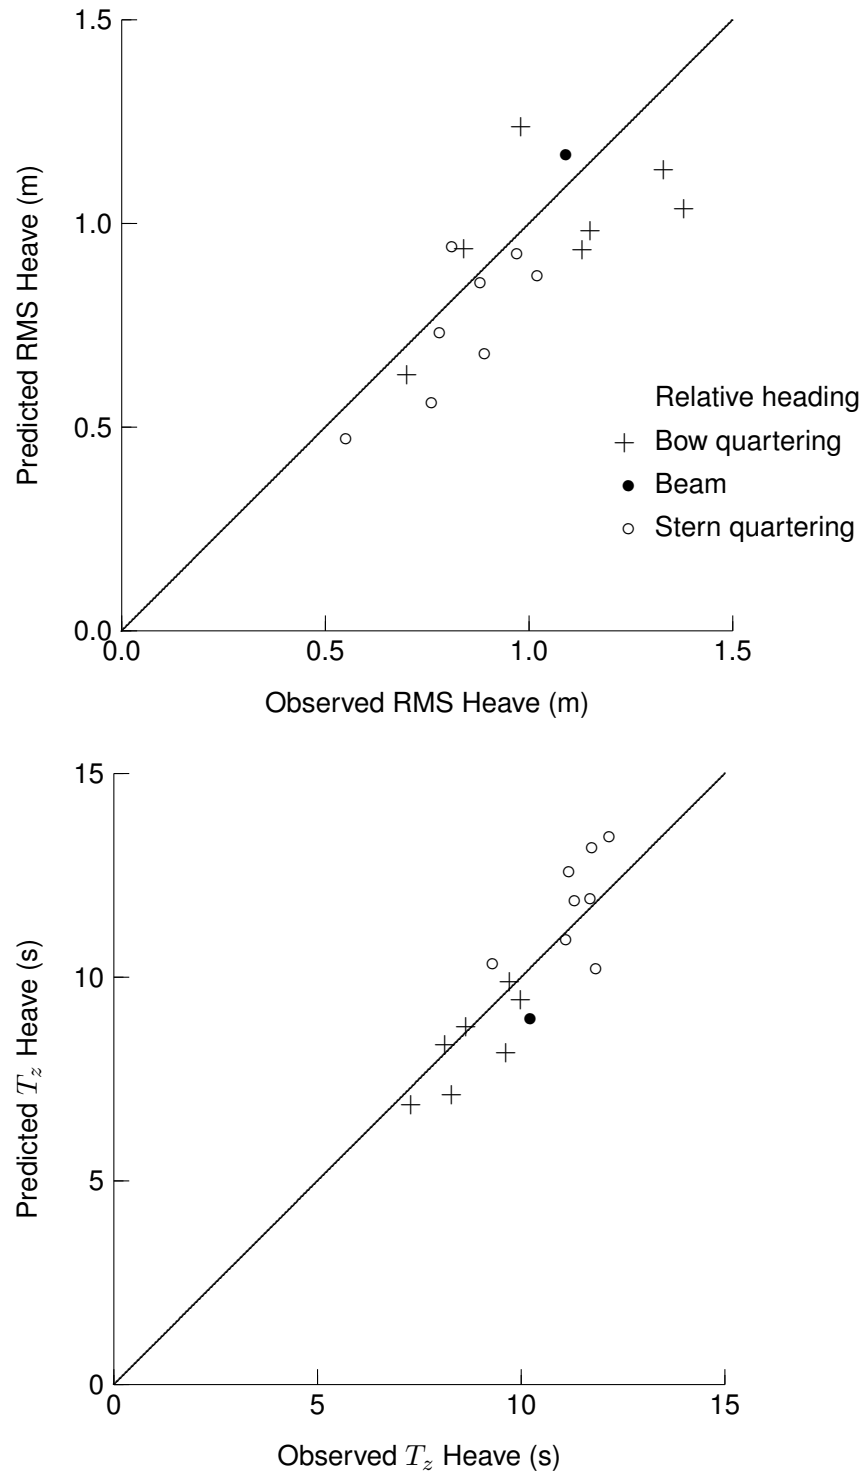 1.5
1.0
0.5
0.0
Predicted RMS Heave (m)
Relative heading
Bow quartering
Beam
Stern quartering
0.0 0.5 1.0 1.5
Observed RMS Heave (m)
15
10
5
0
Predicted T_z Heave (s)
0 5 10 15
Observed T_z Heave (s)